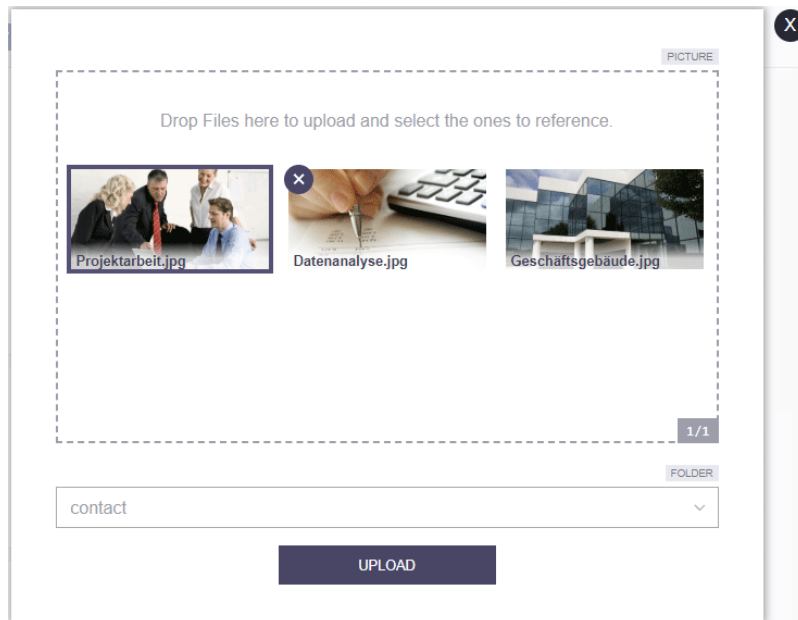 X
PICTURE
Drop Files here to upload and select the ones to reference.
Projektarbeit.jpg
Datenanalyse.jpg
Geschäftsgebäude.jpg
1/1
FOLDER
contact
UPLOAD